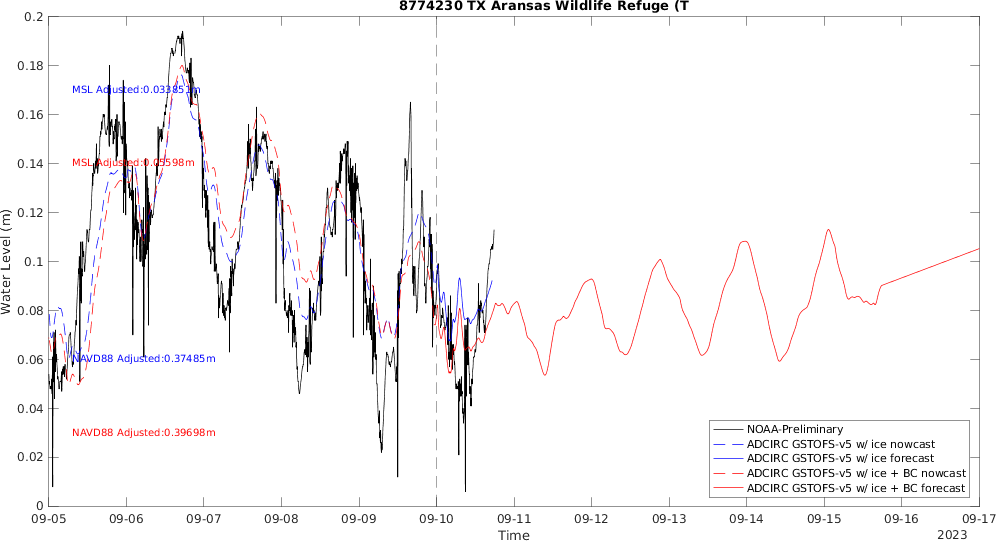 8774230 TX Aransas Wildlife Refuge (T
0.2
0.18
0.16
0.14
0.12
0.1
0.08
0.06
0.04
0.02
0
Water Level (m)
MSL Adjusted:0.033851m
MSL Adjusted:0.05598m
NAVD88 Adjusted:0.37485m
NAVD88 Adjusted:0.39698m
NOAA-Preliminary
ADCIRC GSTOFS-v5 w/ ice nowcast
ADCIRC GSTOFS-v5 w/ ice forecast
ADCIRC GSTOFS-v5 w/ ice + BC nowcast
ADCIRC GSTOFS-v5 w/ ice + BC forecast
09-05 09-06 09-07 09-08 09-09 09-10 09-11 09-12 09-13 09-14 09-15 09-16 09-17
Time
2023